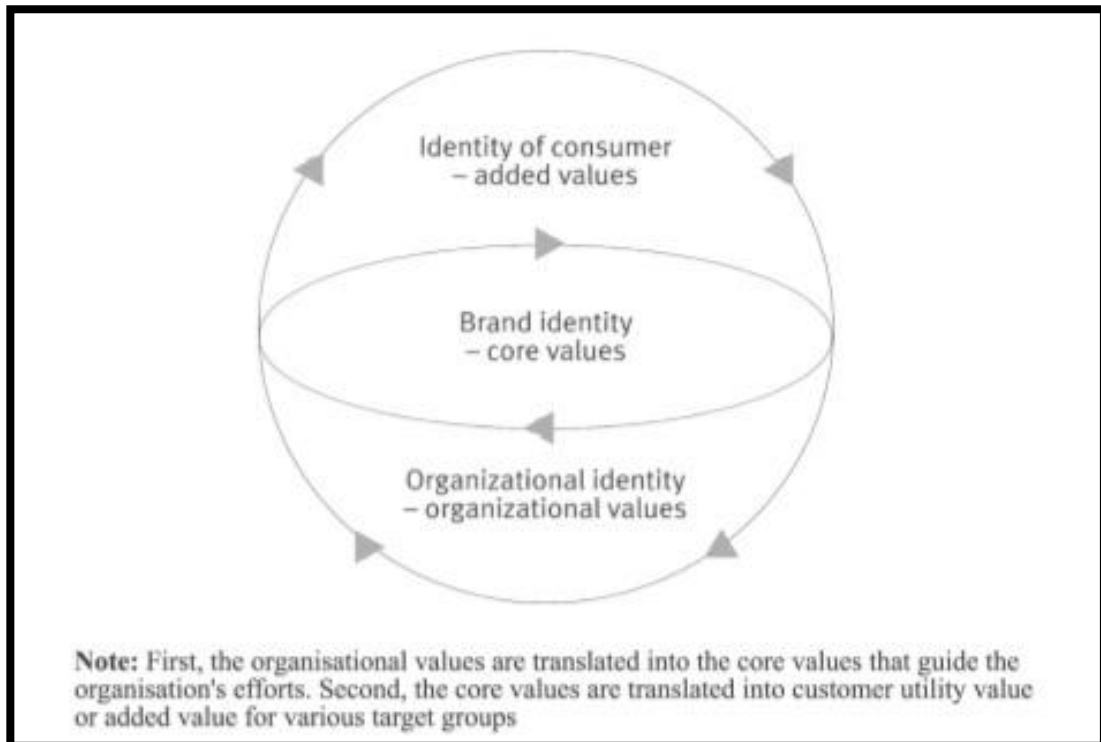 Identity of consumer
– added values
Brand identity
– core values
Organizational identity
– organizational values
Note: First, the organisational values are translated into the core values that guide the
organisation's efforts. Second, the core values are translated into customer utility value
or added value for various target groups